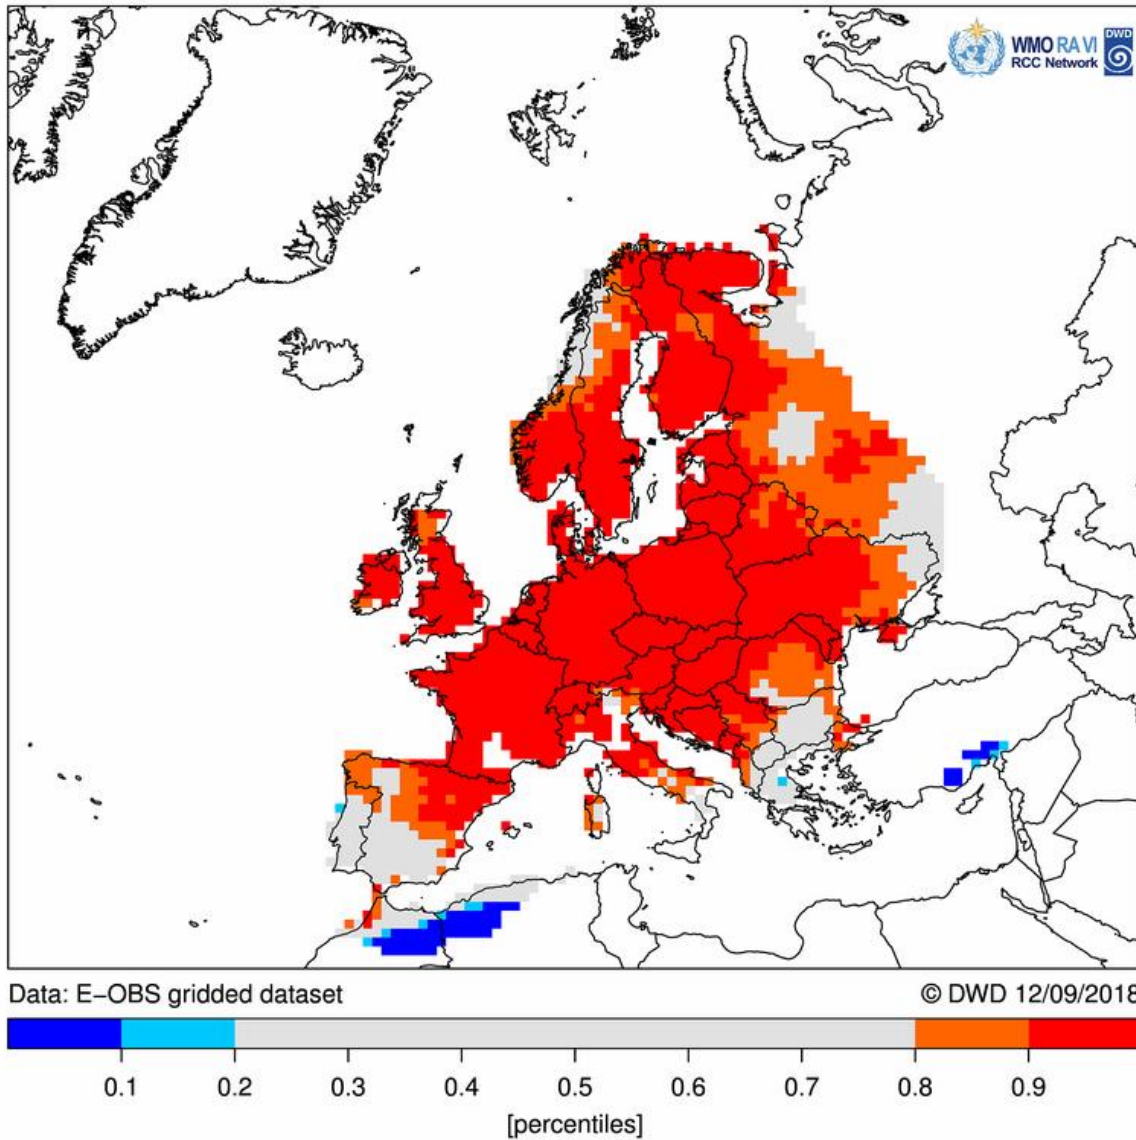 WMO RA VI
RCC Network
DWD
Data: E−OBS gridded dataset
© DWD 12/09/2018
0.1 0.2 0.3 0.4 0.5 0.6 0.7 0.8 0.9
[percentiles]